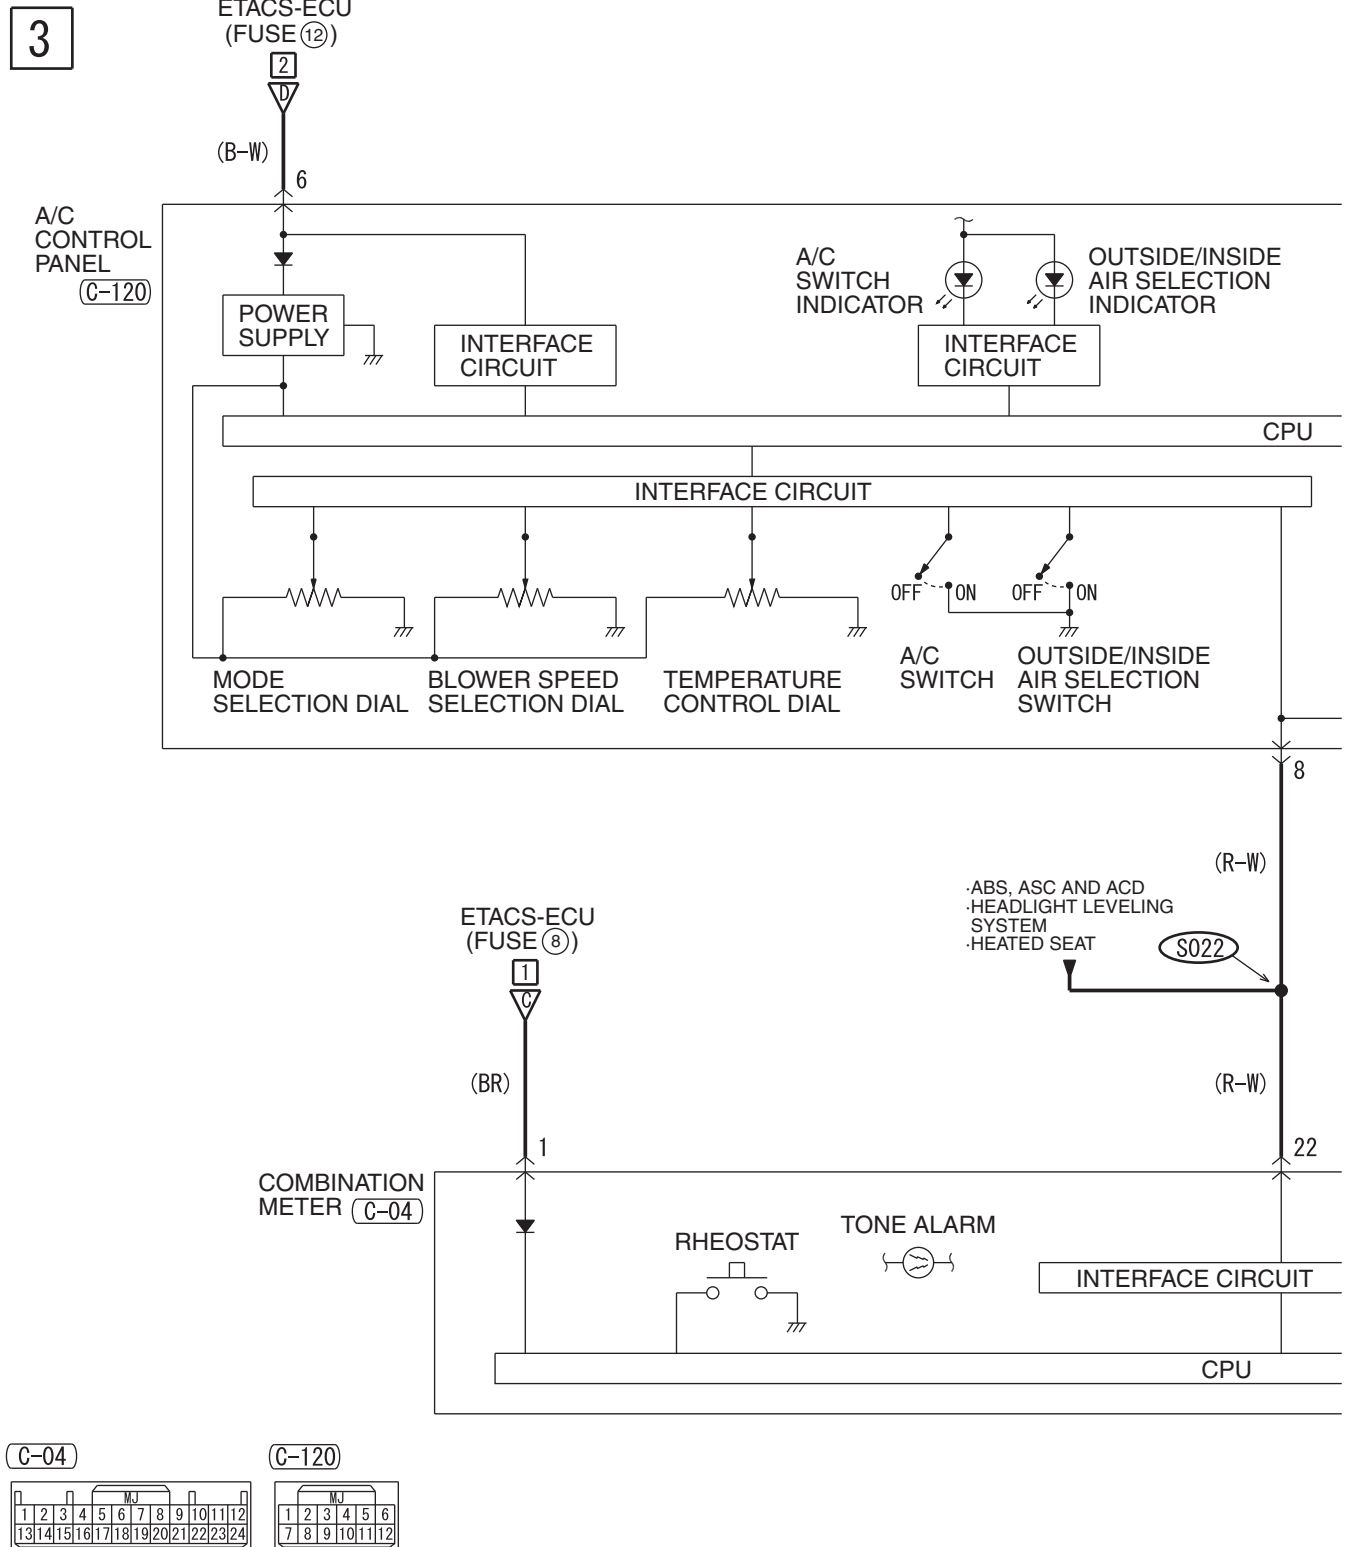 3
ETACS-ECU
(FUSE 12)
2
D
(B-W)
6
A/C
CONTROL
PANEL
C-120
POWER
SUPPLY
INTERFACE
CIRCUIT
A/C
SWITCH
INDICATOR
OUTSIDE/INSIDE
AIR SELECTION
INDICATOR
INTERFACE
CIRCUIT
CPU
INTERFACE CIRCUIT
OFF ON
OFF ON
MODE
SELECTION DIAL
BLOWER SPEED
SELECTION DIAL
TEMPERATURE
CONTROL DIAL
A/C
SWITCH
OUTSIDE/INSIDE
AIR SELECTION
SWITCH
8
(R-W)
·ABS, ASC AND ACD
·HEADLIGHT LEVELING
SYSTEM
·HEATED SEAT
S022
ETACS-ECU
(FUSE 8)
1
C
(BR)
(R-W)
1
22
COMBINATION
METER C-04
RHEOSTAT
TONE ALARM
INTERFACE CIRCUIT
CPU
C-04
MJ
1 2 3 4 5 6 7 8 9 10 11 12
13 14 15 16 17 18 19 20 21 22 23 24
C-120
MJ
1 2 3 4 5 6
7 8 9 10 11 12